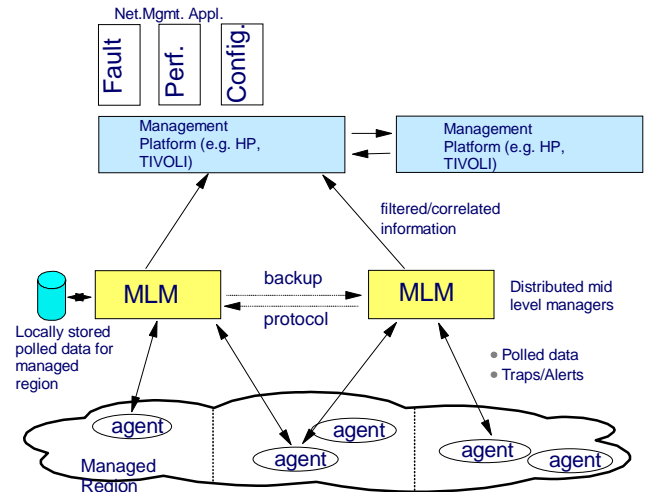 Net.Mgmt. Appl.
Fault
Perf.
Config.
Management
Platform (e.g. HP,
TIVOLI)
Management
Platform (e.g. HP,
TIVOLI)
filtered/correlated
information
MLM
backup
protocol
MLM
Distributed mid
level managers
Locally stored
polled data for
managed
region
Polled data
Traps/Alerts
agent
agent
agent
agent
agent
Managed
Region